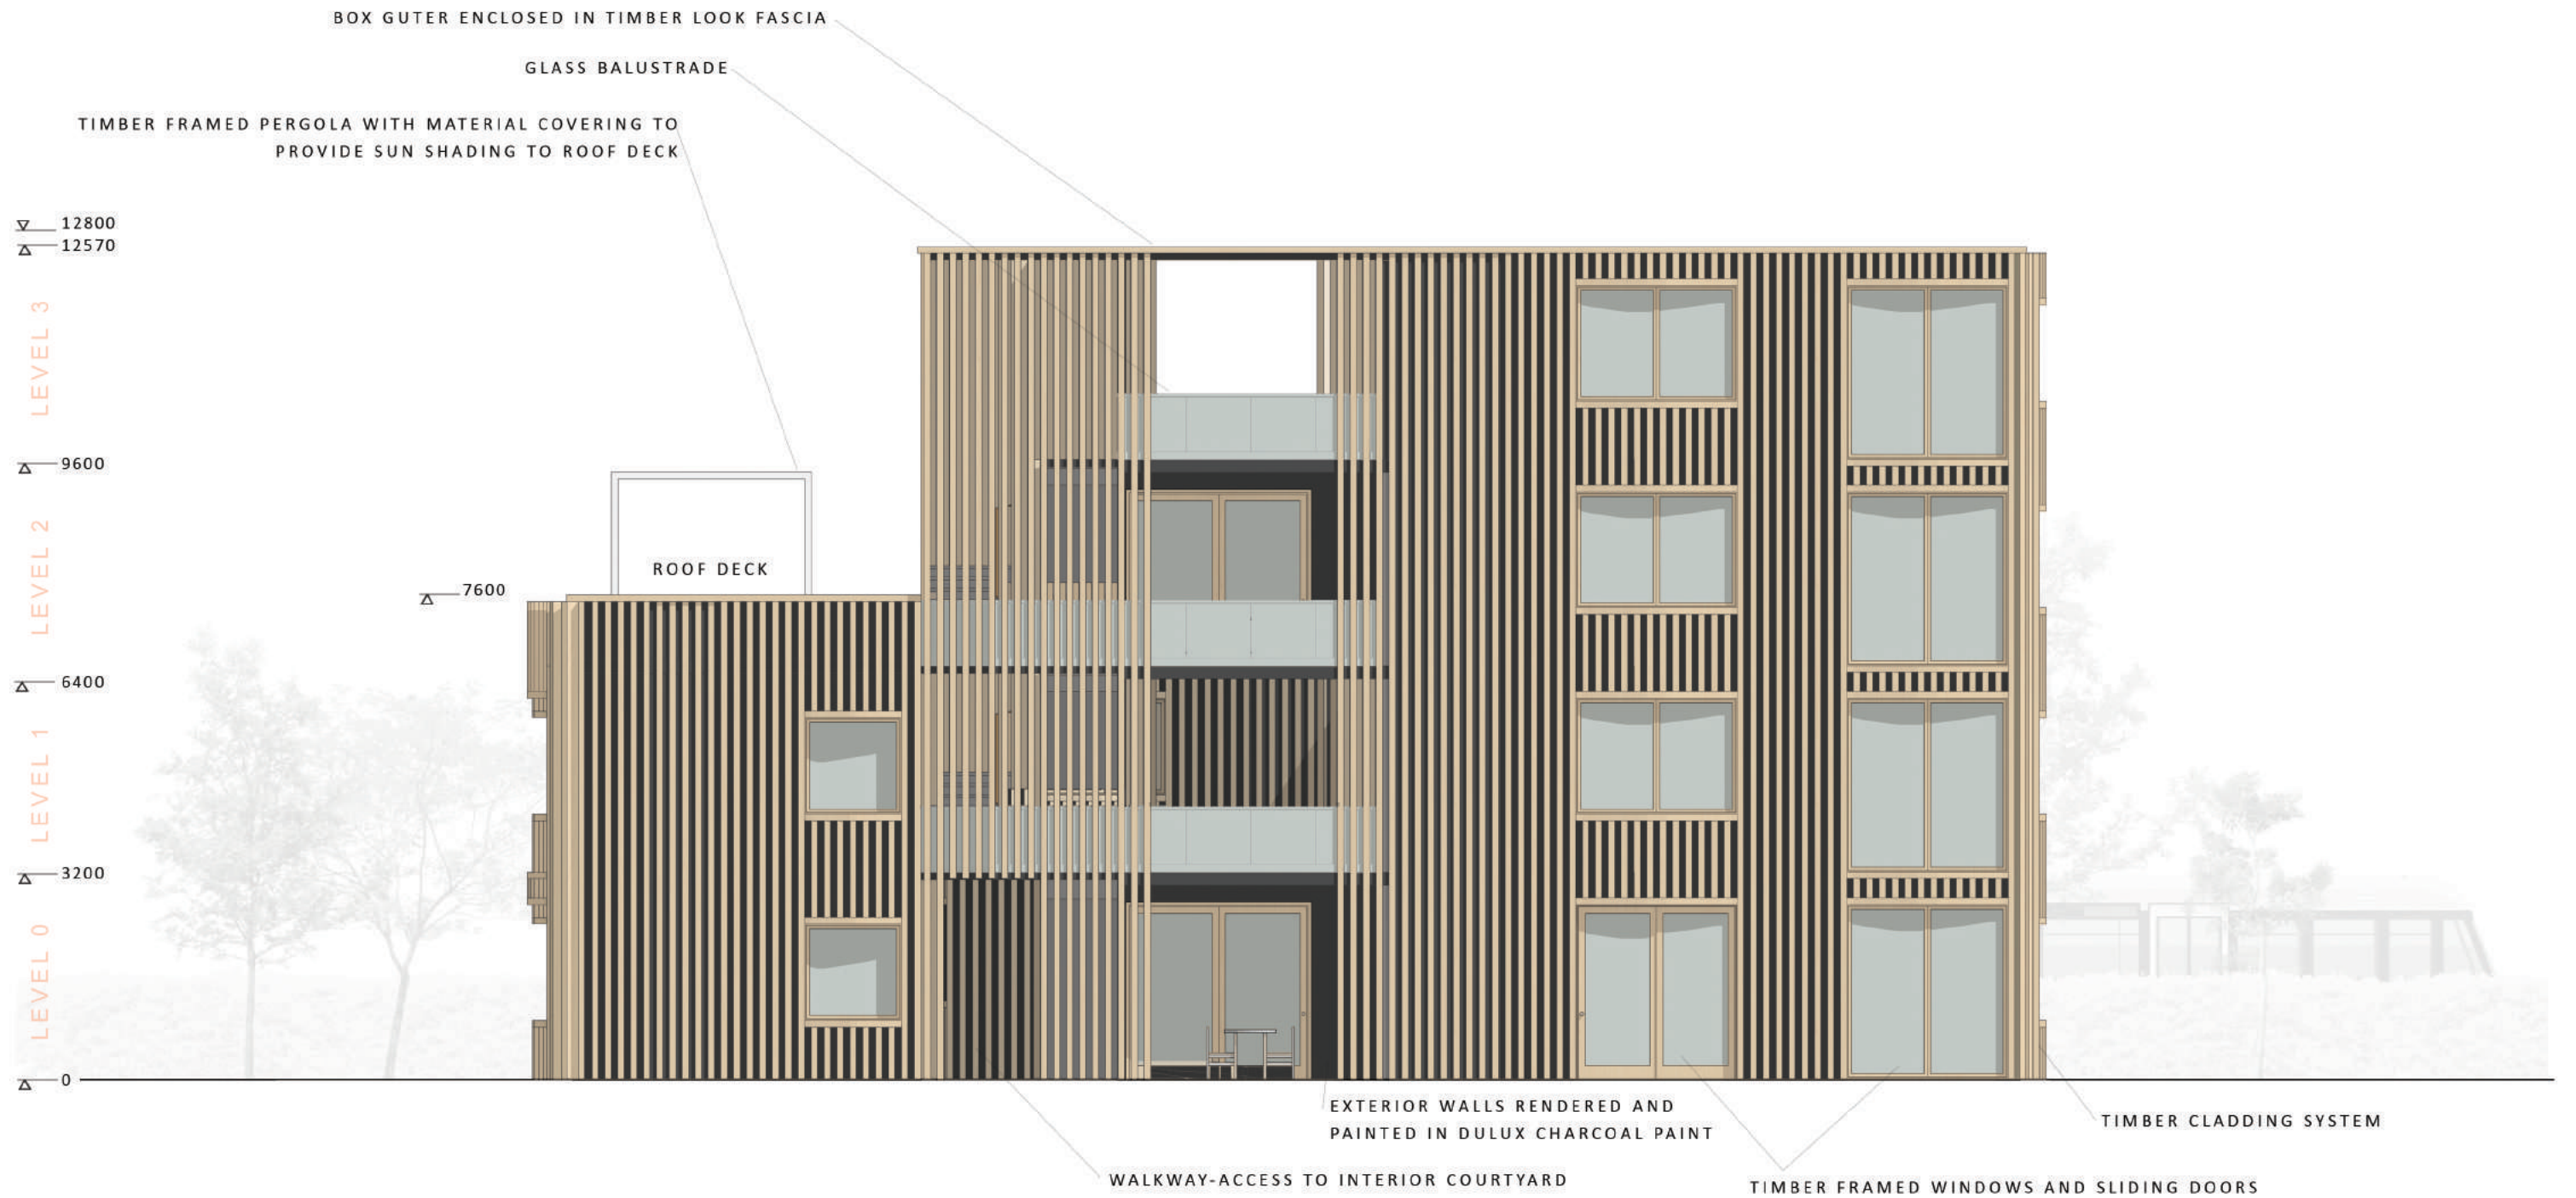 BOX GUTER ENCLOSED IN TIMBER LOOK FASCIA
GLASS BALUSTRADE
TIMBER FRAMED PERGOLA WITH MATERIAL COVERING TO
PROVIDE SUN SHADING TO ROOF DECK
12800
12570
LEVEL 3
9600
LEVEL 2
ROOF DECK
7600
6400
LEVEL 1
3200
LEVEL 0
0
EXTERIOR WALLS RENDERED AND
PAINTED IN DULUX CHARCOAL PAINT
TIMBER CLADDING SYSTEM
WALKWAY-ACCESS TO INTERIOR COURTYARD
TIMBER FRAMED WINDOWS AND SLIDING DOORS